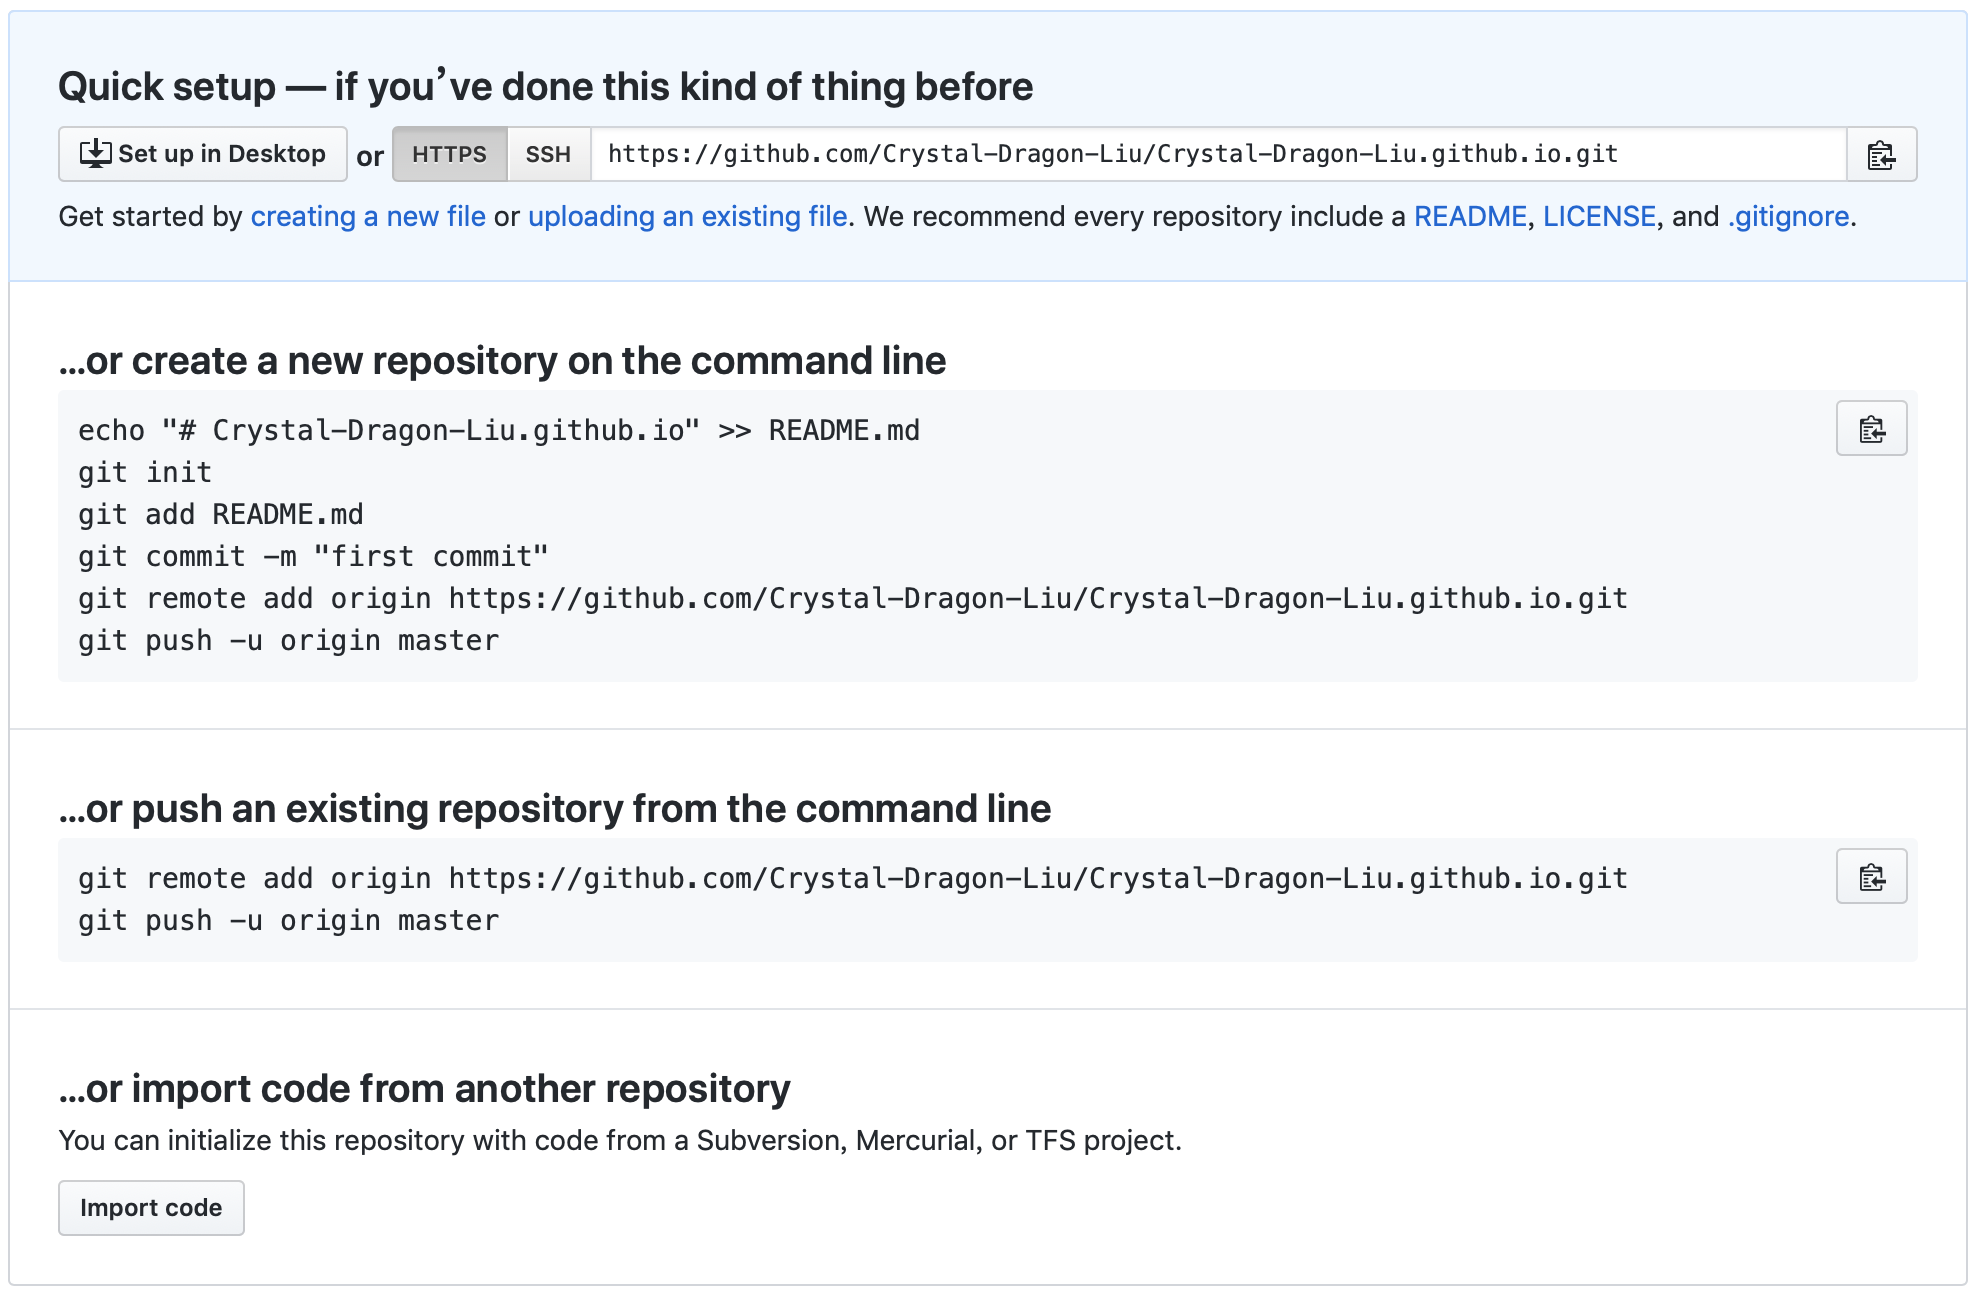 Quick setup — if you’ve done this kind of thing before
Set up in Desktop or HTTPS SSH https://github.com/Crystal-Dragon-Liu/Crystal-Dragon-Liu.github.io.git
Get started by creating a new file or uploading an existing file. We recommend every repository include a README, LICENSE, and .gitignore.
…or create a new repository on the command line
echo "# Crystal-Dragon-Liu.github.io" >> README.md
git init
git add README.md
git commit -m "first commit"
git remote add origin https://github.com/Crystal-Dragon-Liu/Crystal-Dragon-Liu.github.io.git
git push -u origin master
…or push an existing repository from the command line
git remote add origin https://github.com/Crystal-Dragon-Liu/Crystal-Dragon-Liu.github.io.git
git push -u origin master
…or import code from another repository
You can initialize this repository with code from a Subversion, Mercurial, or TFS project.
Import code